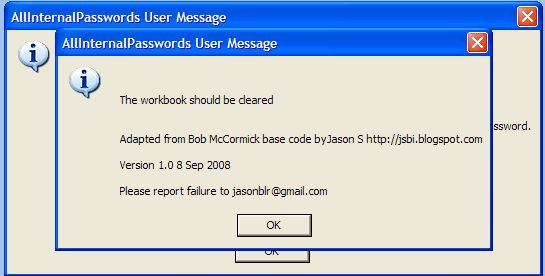 AllInternalPasswords User Message
AllInternalPasswords User Message
The workbook should be cleared
ssword.
Adapted from Bob McCormick base code byJason S http://jsbi.blogspot.com
Version 1.0 8 Sep 2008
Please report failure to jasonblr@gmail.com
OK
OK